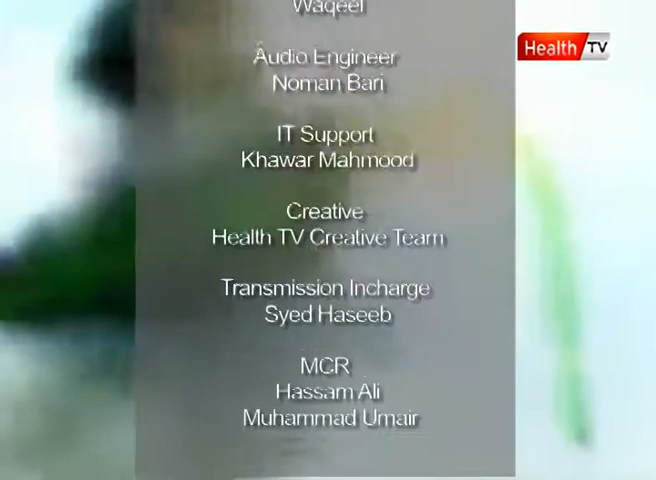 Waqeel
Health TV
Audio Engineer
Noman Bari
IT Support
Khawar Mahmood
Creative
Health TV Creative Team
Transmission Incharge
Syed Haseeb
MCR
Hassam Ali
Muhammad Umair